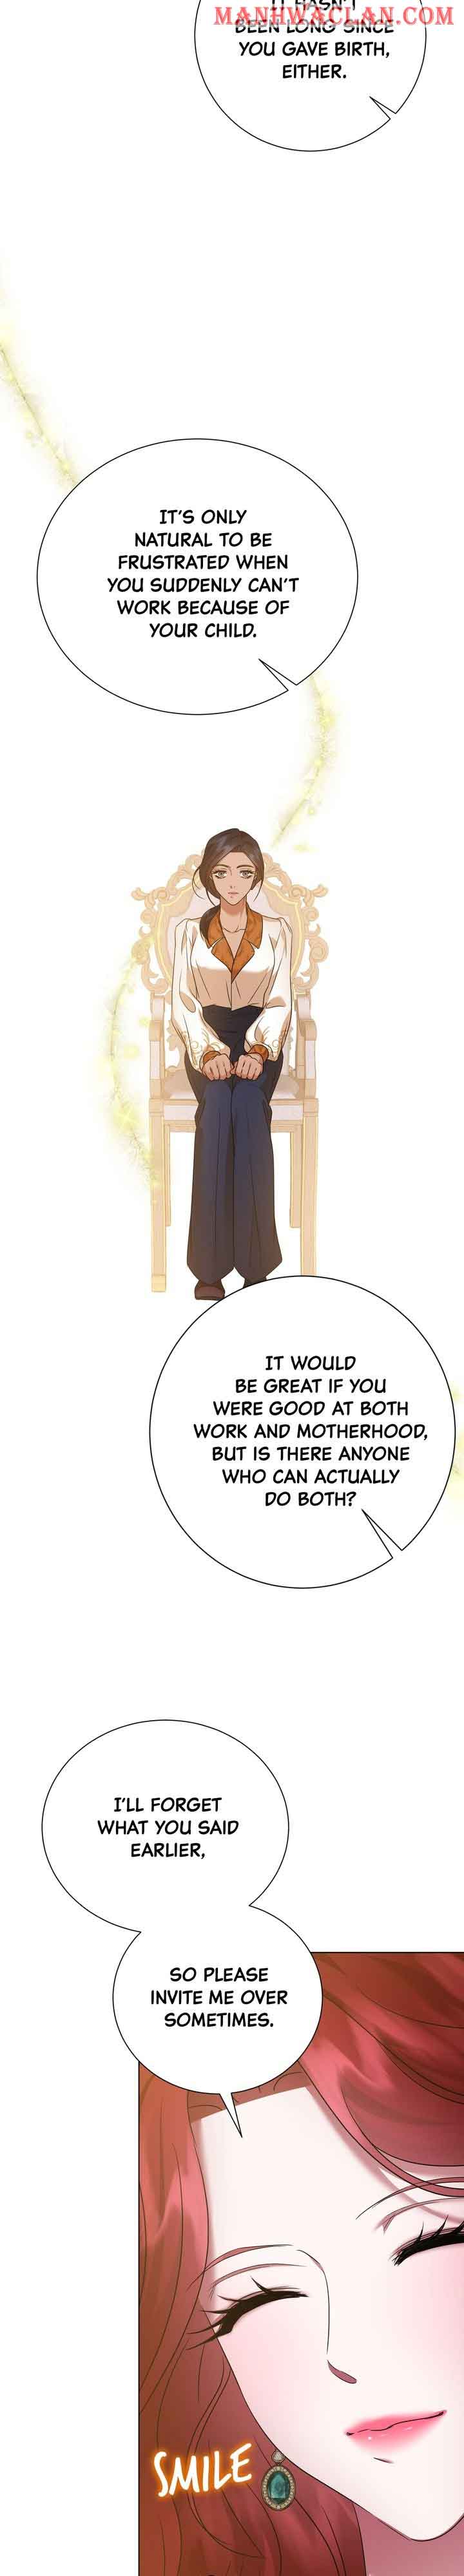 IT HASN'T
MANHWACLAN.COM
BEEN LONG SINCE
YOU GAVE BIRTH,
EITHER.
IT'S ONLY
NATURAL TO BE
FRUSTRATED WHEN
YOU SUDDENLY CAN'T
WORK BECAUSE OF
YOUR CHILD.
IT WOULD
BE GREAT IF YOU
WERE GOOD AT BOTH
WORK AND MOTHERHOOD,
BUT IS THERE ANYONE
WHO CAN ACTUALLY
DO BOTH?
I'LL FORGET
WHAT YOU SAID
EARLIER,
SO PLEASE
INVITE ME OVER
SOMETIMES.
SMILE